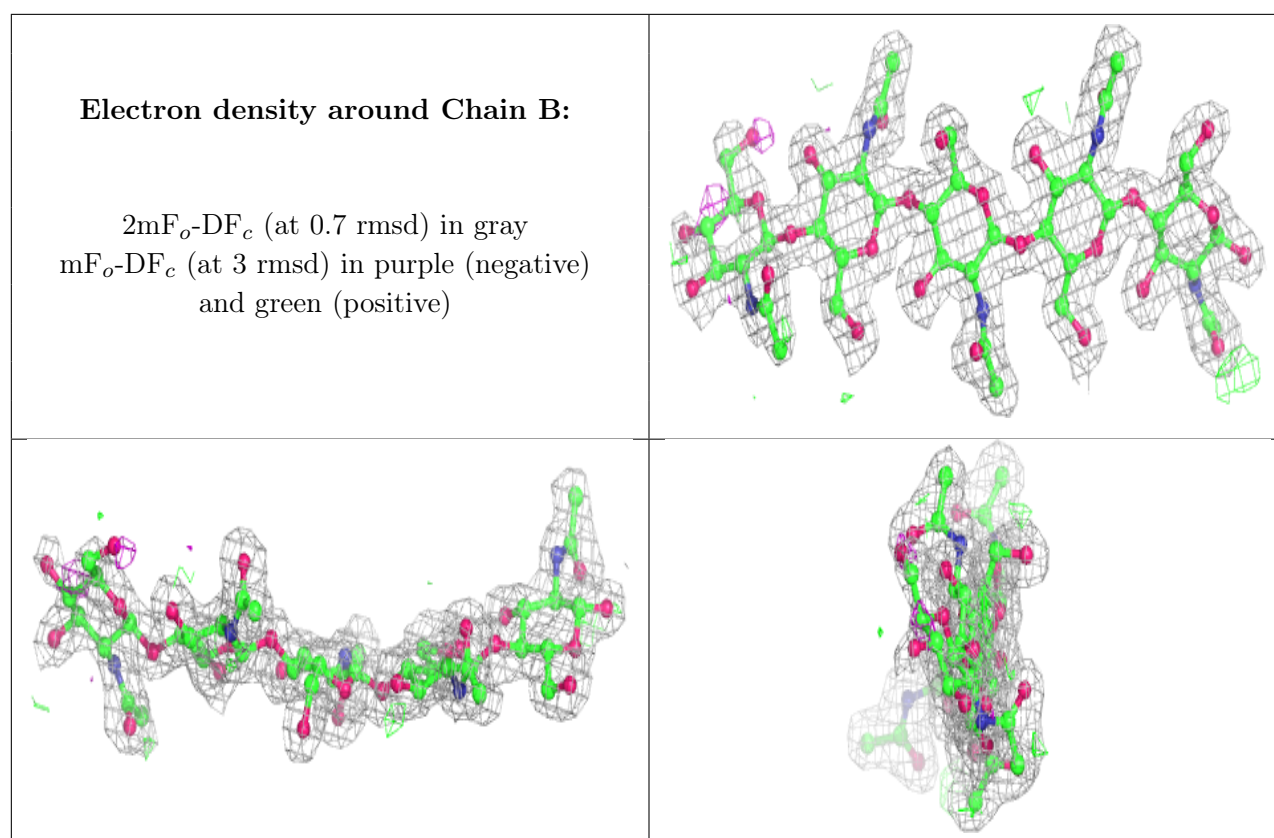 Electron density around Chain B:
2mFo-DFc (at 0.7 rmsd) in gray
mFo-DFc (at 3 rmsd) in purple (negative)
and green (positive)